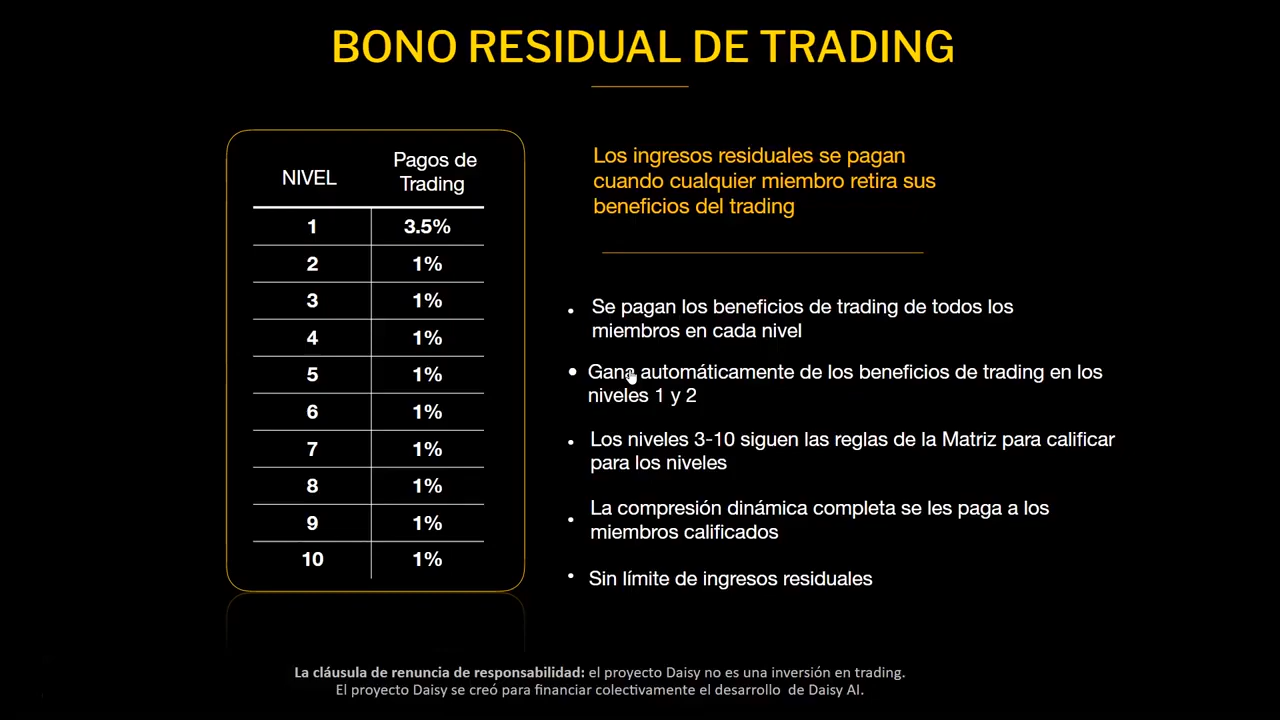 BONO RESIDUAL DE TRADING
NIVEL
Pagos de
Trading
1 3.5%
2 1%
3 1%
4 1%
5 1%
6 1%
7 1%
8 1%
9 1%
10 1%
Los ingresos residuales se pagan
cuando cualquier miembro retira sus
beneficios del trading
• Se pagan los beneficios de trading de todos los
miembros en cada nivel
• Gana automáticamente de los beneficios de trading en los
niveles 1 y 2
• Los niveles 3-10 siguen las reglas de la Matriz para calificar
para los niveles
• La compresión dinámica completa se les paga a los
miembros calificados
• Sin límite de ingresos residuales
La cláusula de renuncia de responsabilidad: el proyecto Daisy no es una inversión en trading.
El proyecto Daisy se creó para financiar colectivamente el desarrollo de Daisy AI.